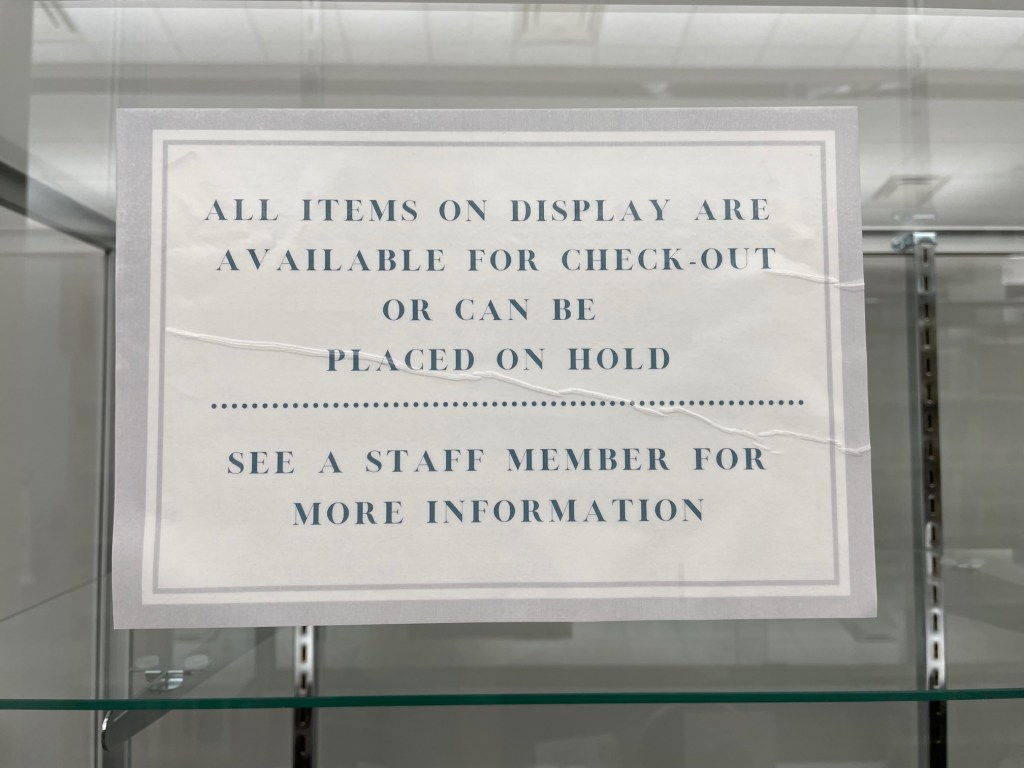 ALL ITEMS ON DISPLAY ARE
AVAILABLE FOR CHECK-OUT
OR CAN BE
PLACED ON HOLD
SEE A STAFF MEMBER FOR
MORE INFORMATION